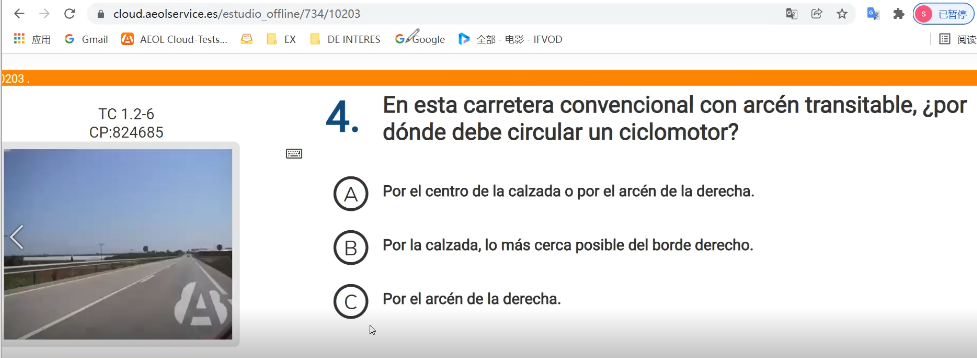 cloud.aeolservice.es/estudio_offline/734/10203
已暂停
应用 Gmail AEOL Cloud-Tests... EX DE INTERES Google 全部 - 电影 - IFVOD 阅读
0203 .
TC 1.2-6
CP:824685
4. En esta carretera convencional con arcén transitable, ¿por
dónde debe circular un ciclomotor?
A Por el centro de la calzada o por el arcén de la derecha.
B Por la calzada, lo más cerca posible del borde derecho.
C Por el arcén de la derecha.